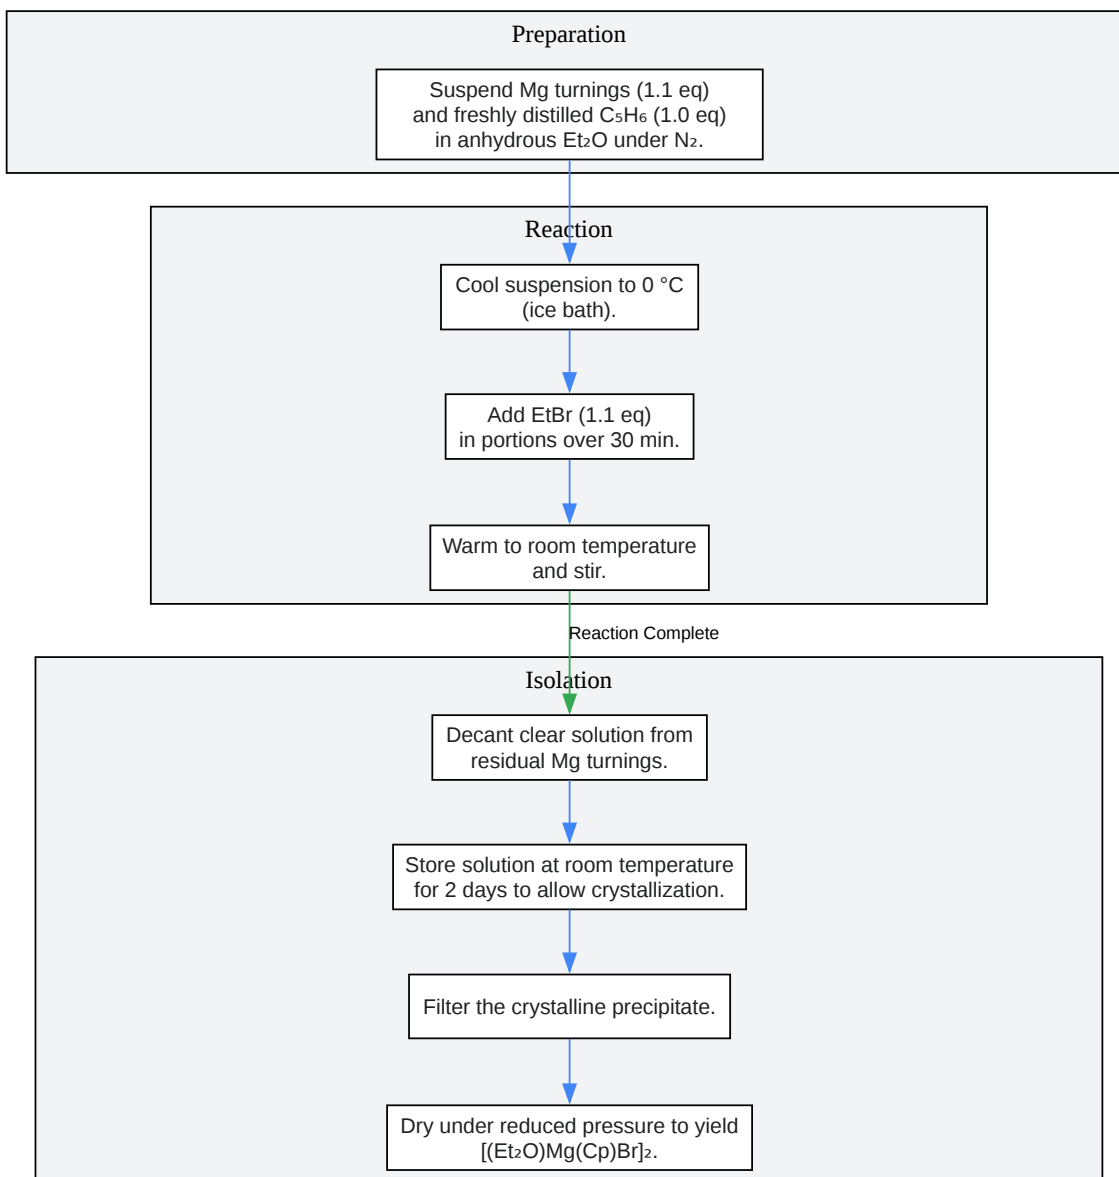 Preparation
Suspend Mg turnings (1.1 eq)
and freshly distilled C₅H₆ (1.0 eq)
in anhydrous Et₂O under N₂.
Reaction
Cool suspension to 0 °C
(ice bath).
Add EtBr (1.1 eq)
in portions over 30 min.
Warm to room temperature
and stir.
Reaction Complete
Isolation
Decant clear solution from
residual Mg turnings.
Store solution at room temperature
for 2 days to allow crystallization.
Filter the crystalline precipitate.
Dry under reduced pressure to yield
[(Et₂O)Mg(Cp)Br]₂.